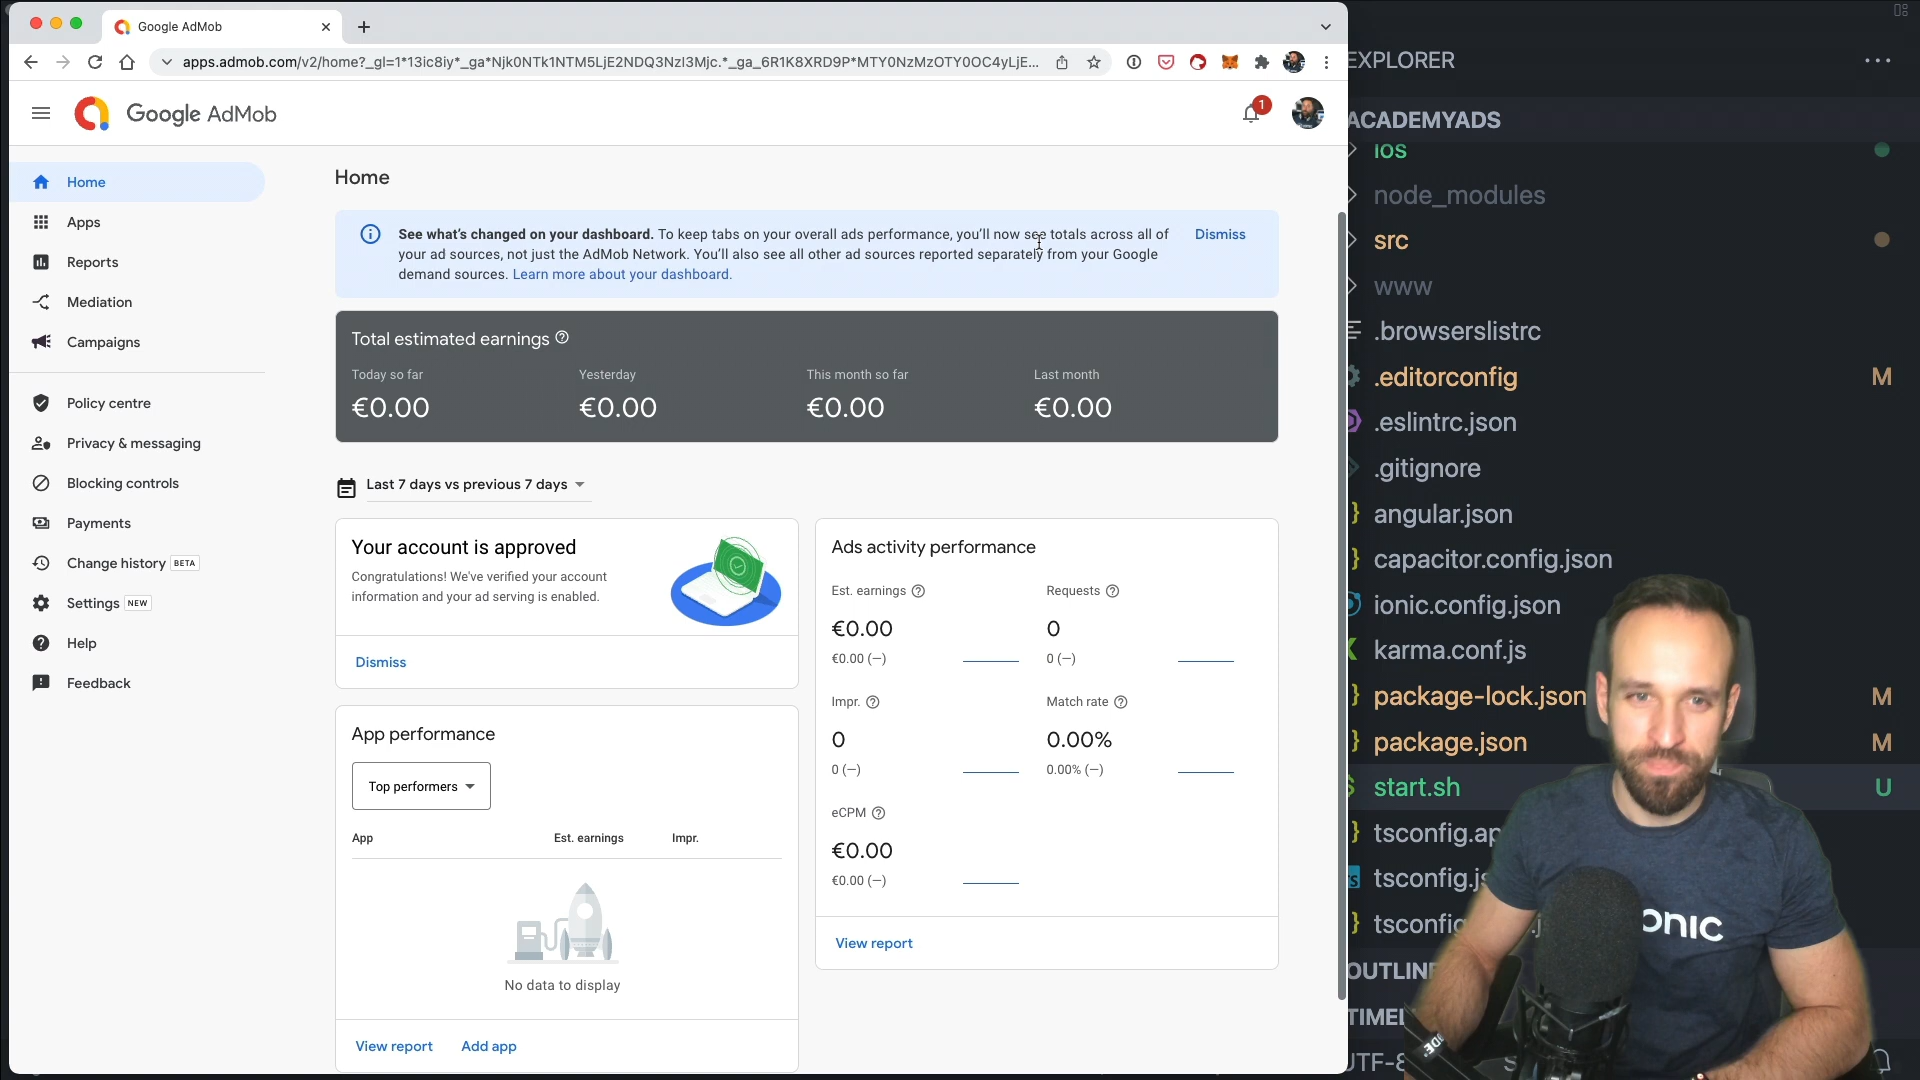 Google AdMob
apps.admob.com/v2/home?_gl=1*13ic8iy*_ga*Njk0NTk1NTM5LjE2NDQ3NzI3Mjc.*_ga_6R1K8XRD9P*MTY0NzMzOTY0OC4yLjE...
Google AdMob
1
Home
Apps
Reports
Mediation
Campaigns
Policy centre
Privacy & messaging
Blocking controls
Payments
Change history BETA
Settings NEW
Help
Feedback
Home
See what's changed on your dashboard. To keep tabs on your overall ads performance, you'll now see totals across all of
your ad sources, not just the AdMob Network. You'll also see all other ad sources reported separately from your Google
demand sources. Learn more about your dashboard.
Dismiss
Total estimated earnings
Today so far
Yesterday
This month so far
Last month
€0.00
€0.00
€0.00
€0.00
Last 7 days vs previous 7 days
Your account is approved
Congratulations! We've verified your account
information and your ad serving is enabled.
Dismiss
App performance
Top performers
App
Est. earnings
Impr.
No data to display
View report
Add app
Ads activity performance
Est. earnings
Requests
€0.00
0
€0.00 (—)
0 (—)
Impr.
Match rate
0
0.00%
0 (—)
0.00% (—)
eCPM
€0.00
€0.00 (—)
View report
EXPLORER
ACADEMYADS
ios
node_modules
src
www
.browserslistrc
.editorconfig M
.eslintrc.json
.gitignore
angular.json
capacitor.config.json
ionic.config.json
karma.conf.js
package-lock.json M
package.json M
start.sh U
tsconfig.ap
tsconfig.js
tsconfig
OUTLINE
TIMEL
UTF-8
onic